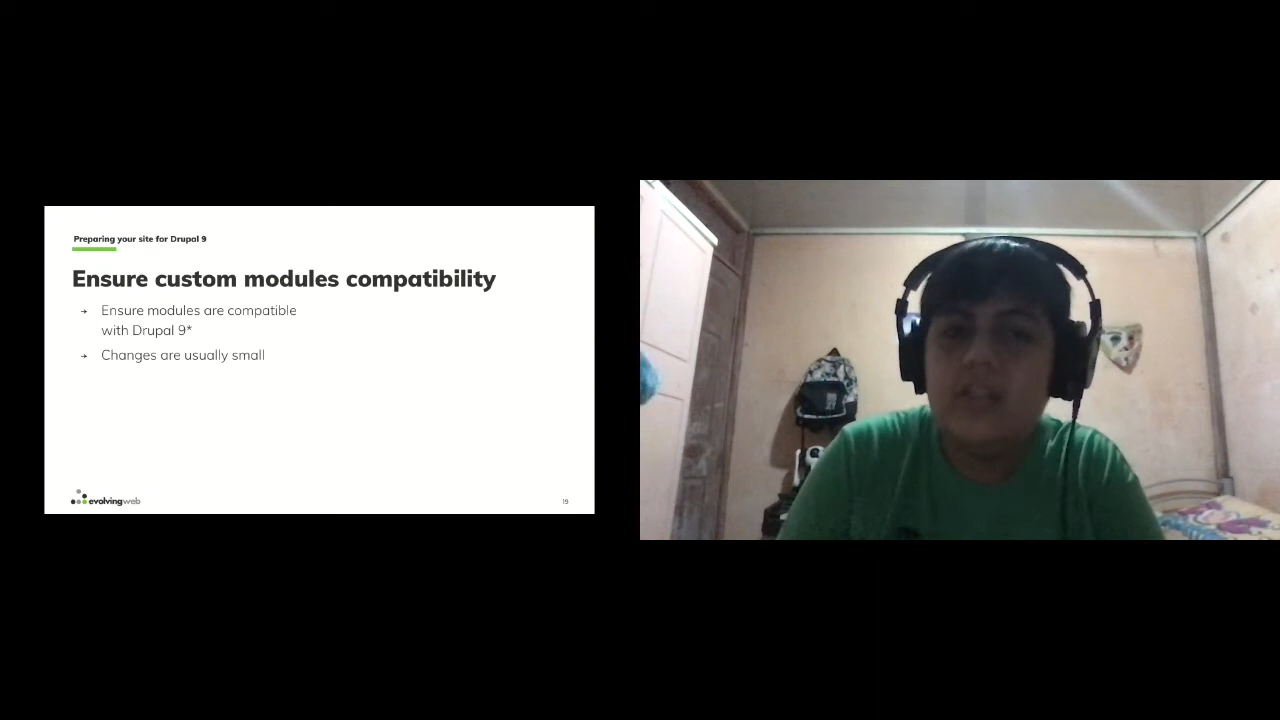 Preparing your site for Drupal 9
Ensure custom modules compatibility
→ Ensure modules are compatible
with Drupal 9*
→ Changes are usually small
evolvingweb
19